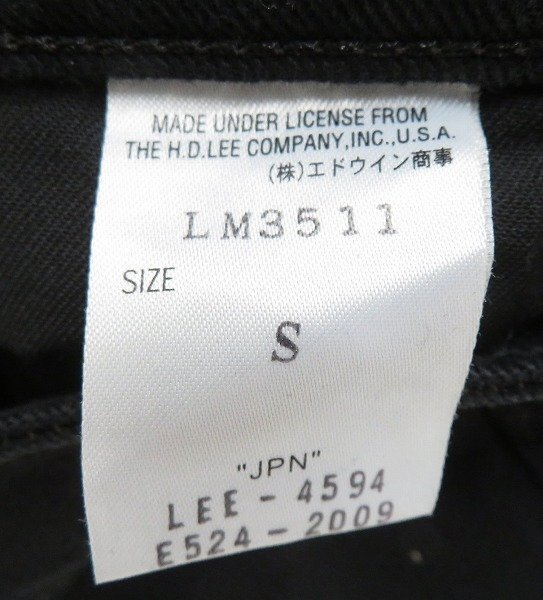 MADE UNDER LICENSE FROM
THE H.D.LEE COMPANY,INC.,U.S.A.
(株)エドウイン商事
LM3511
SIZE
S
"JPN"
LEE-4594
E524-2009